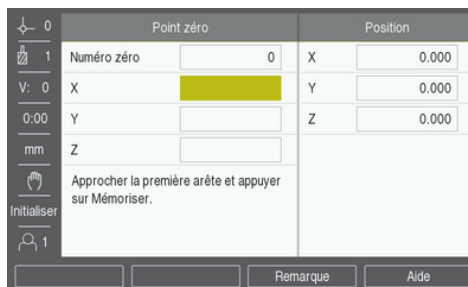 0
1
V: 0
0:00
mm
Initialiser
1
Point zéro
Numéro zéro 0
X
Y
Z
Approcher la première arête et appuyer
sur Mémoriser.
Position
X 0.000
Y 0.000
Z 0.000
Remarque
Aide